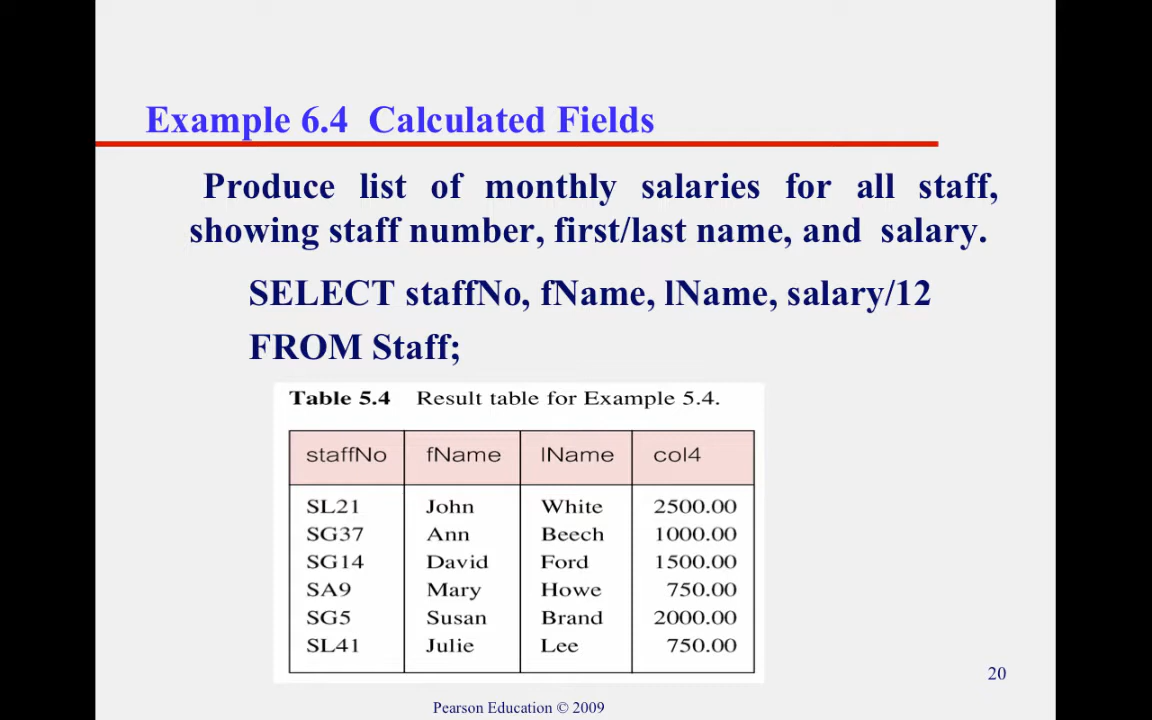 Example 6.4 Calculated Fields
Produce list of monthly salaries for all staff,
showing staff number, first/last name, and salary.
SELECT staffNo, fName, lName, salary/12
FROM Staff;
Table 5.4 Result table for Example 5.4.
staffNo fName lName col4
SL21 John White 2500.00
SG37 Ann Beech 1000.00
SG14 David Ford 1500.00
SA9 Mary Howe 750.00
SG5 Susan Brand 2000.00
SL41 Julie Lee 750.00
20
Pearson Education © 2009